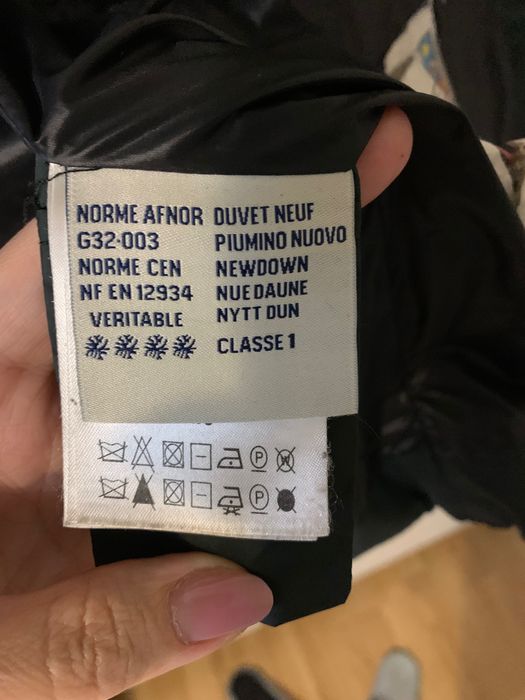 NORME AFNOR DUVET NEUF
G32-003 PIUMINO NUOVO
NORME CEN NEWDOWN
NF EN 12934 NUE DAUNE
VERITABLE NYTT DUN
CLASSE 1
P
P